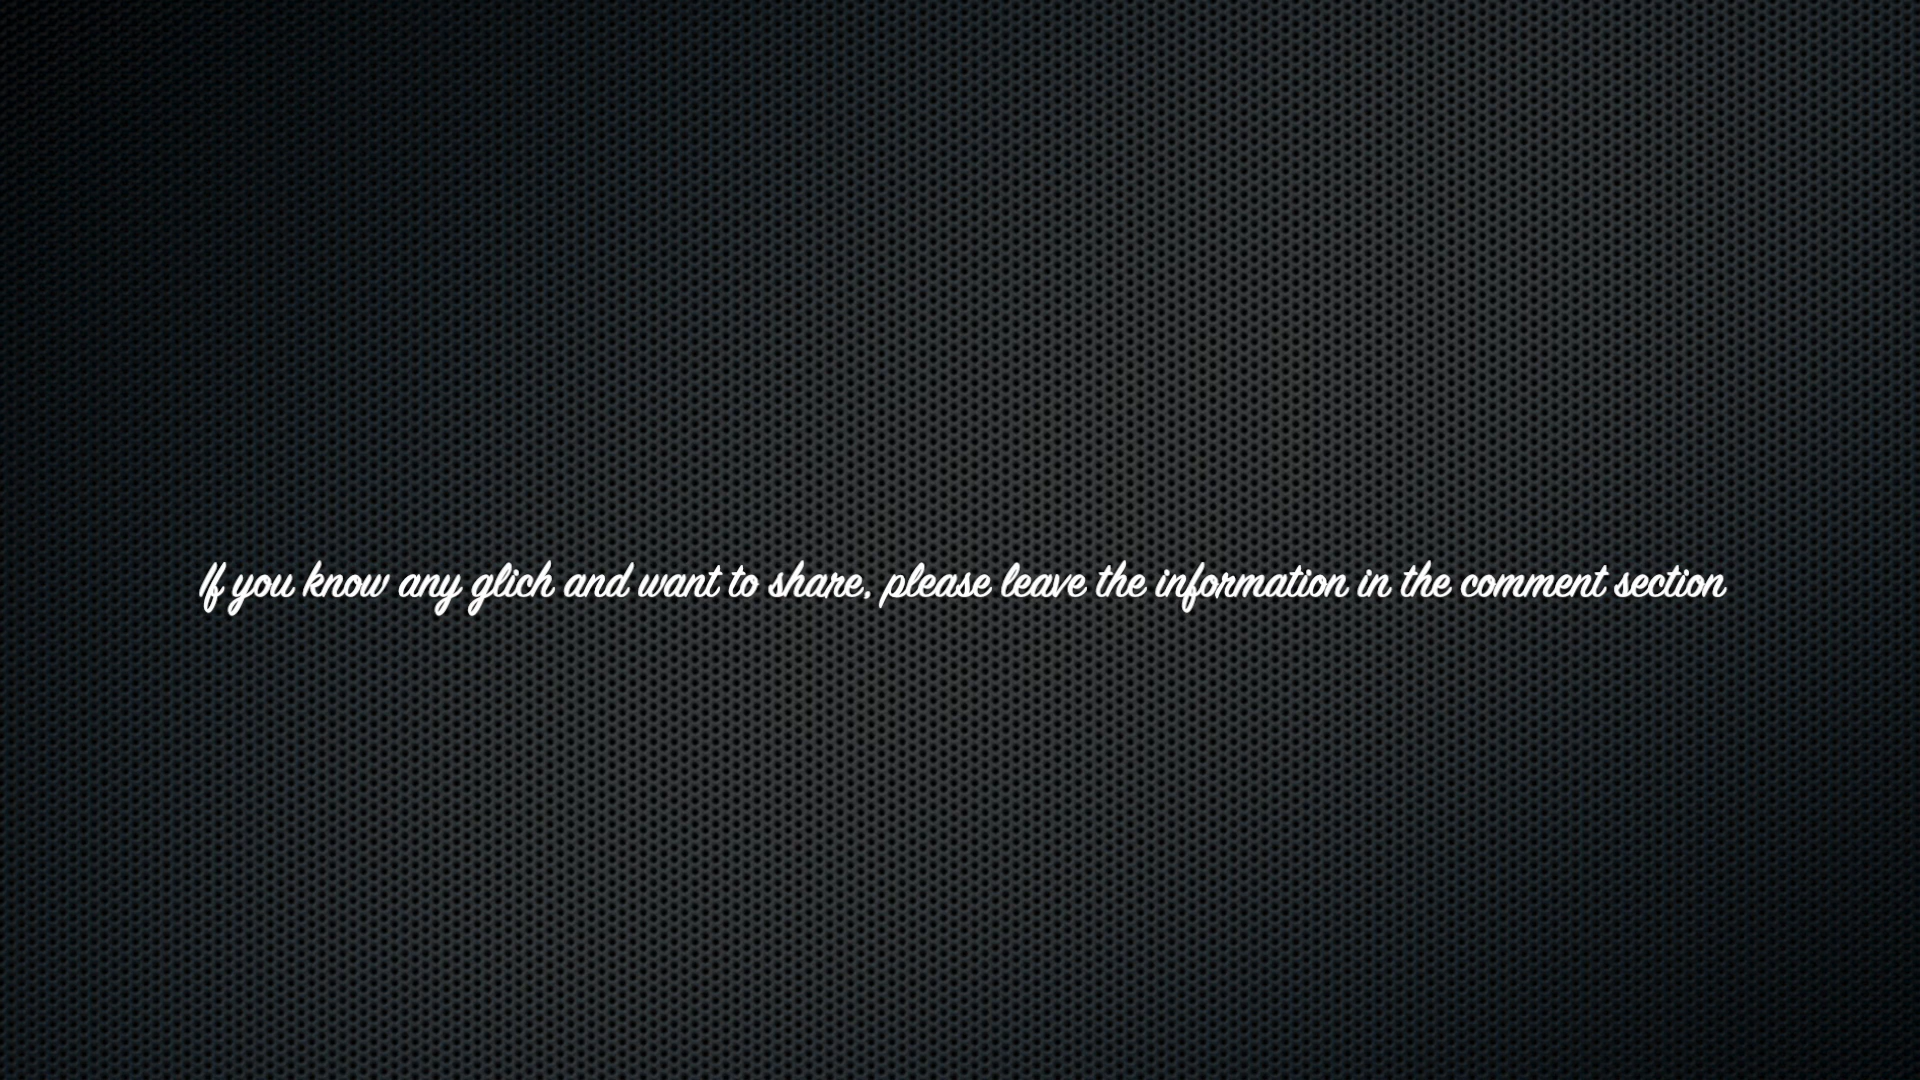 If you know any glich and want to share, please leave the information in the comment section